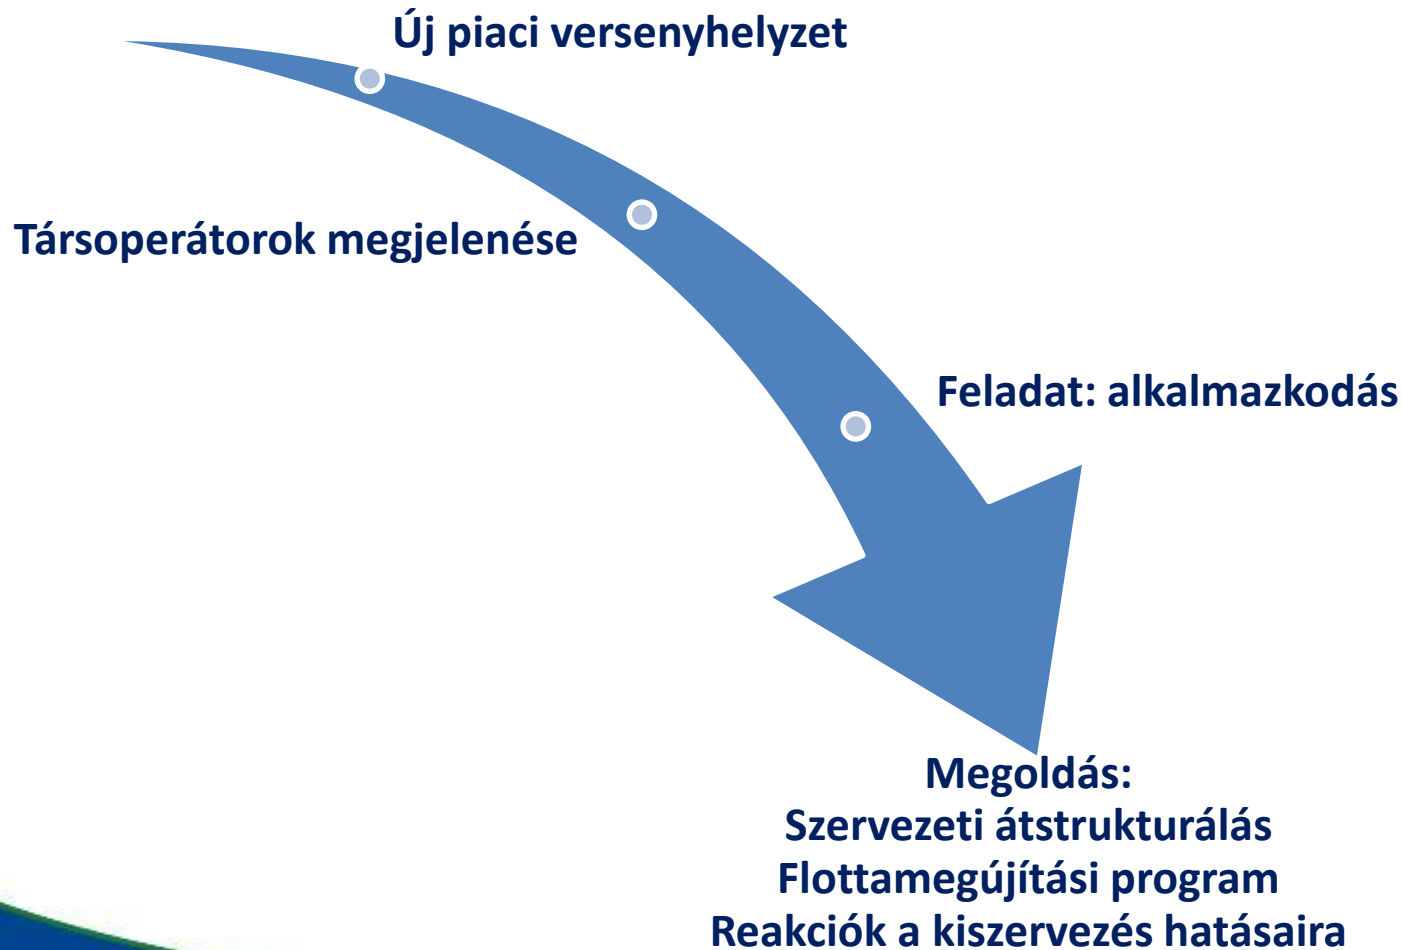 Új piaci versenyhelyzet
Társoperátorok megjelenése
Feladat: alkalmazkodás
Megoldás:
Szervezeti átstrukturálás
Flottamegújítási program
Reakciók a kiszervezés hatásaira